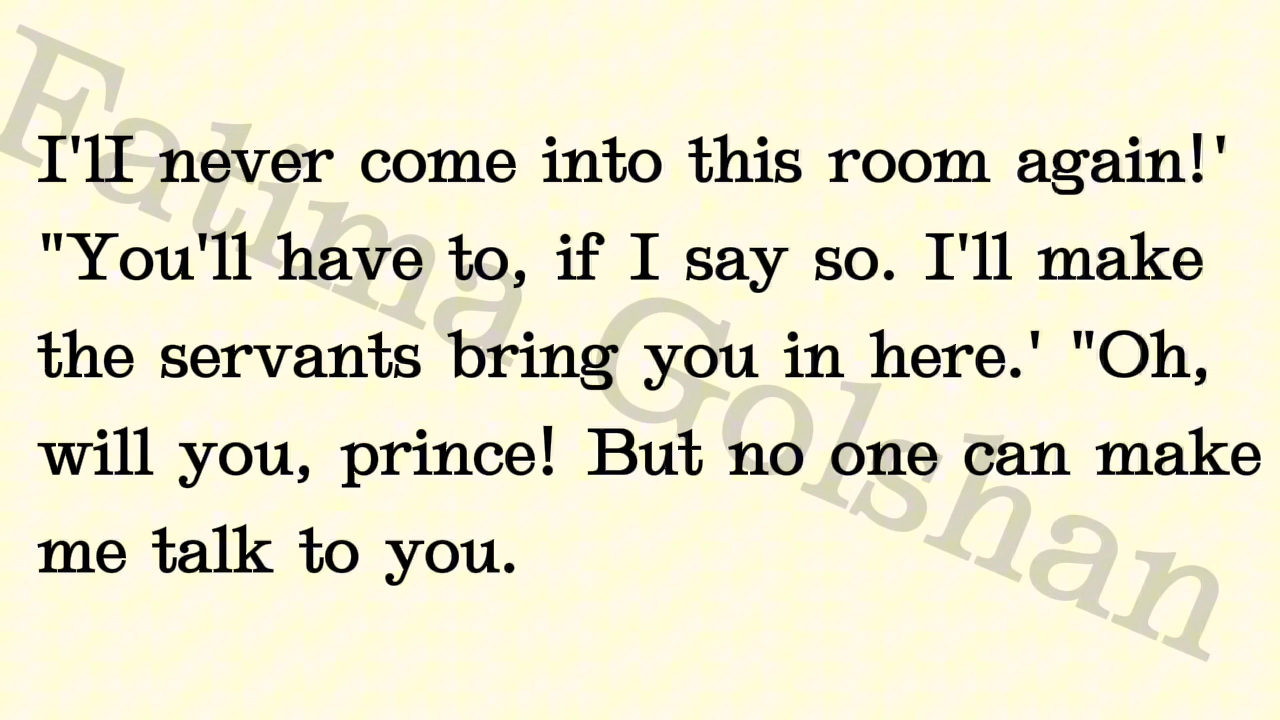 I'lI never come into this room again!'
"You'll have to, if I say so. I'll make
the servants bring you in here.' "Oh,
will you, prince! But no one can make
me talk to you.
Fatima Golshan